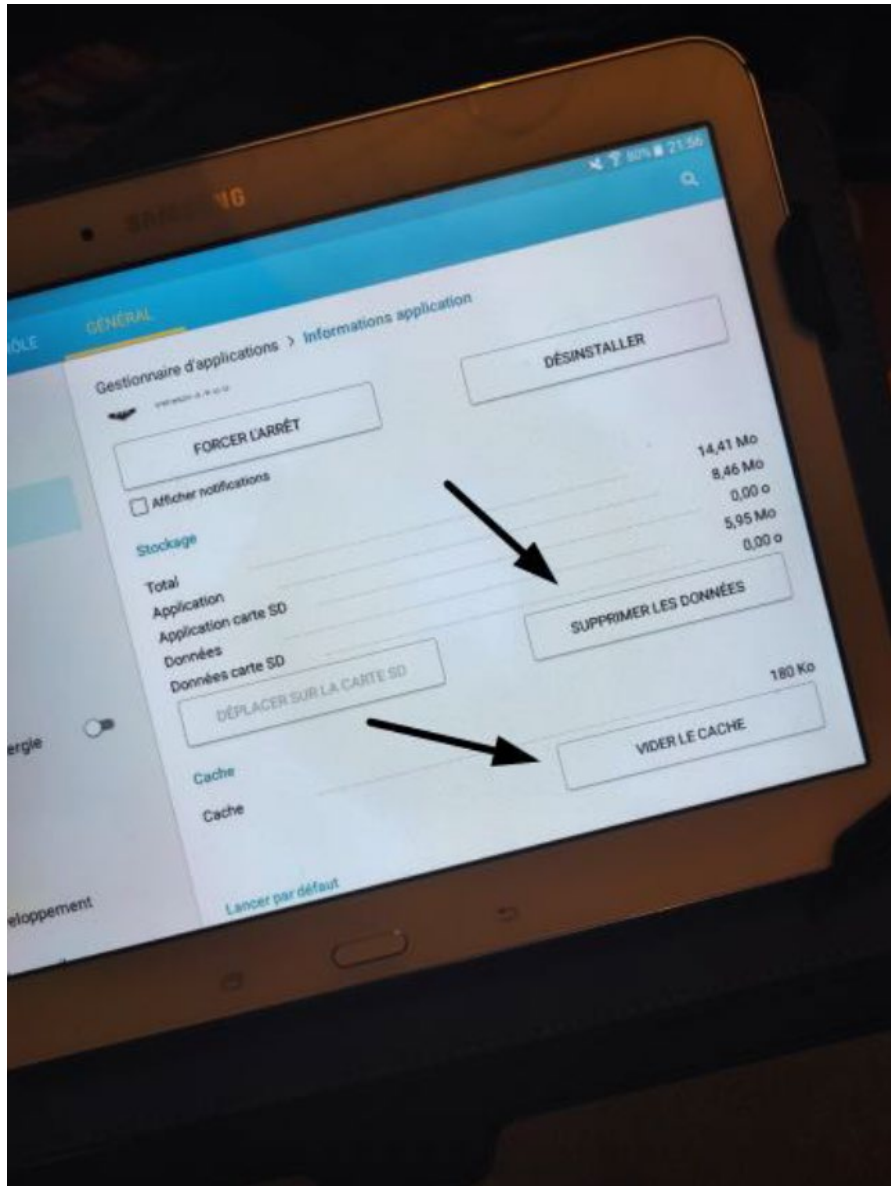 SAMSUNG
80% 21:56
RÔLE
GÉNÉRAL
Gestionnaire d'applications > Informations application
FORCER L'ARRÊT
DÉSINSTALLER
Afficher notifications
Stockage
Total 14,41 Mo
Application 8,46 Mo
Application carte SD 0,00 o
Données 5,95 Mo
Données carte SD 0,00 o
DÉPLACER SUR LA CARTE SD
SUPPRIMER LES DONNÉES
Cache
Cache 180 Ko
VIDER LE CACHE
Lancer par défaut
ergie
eloppement